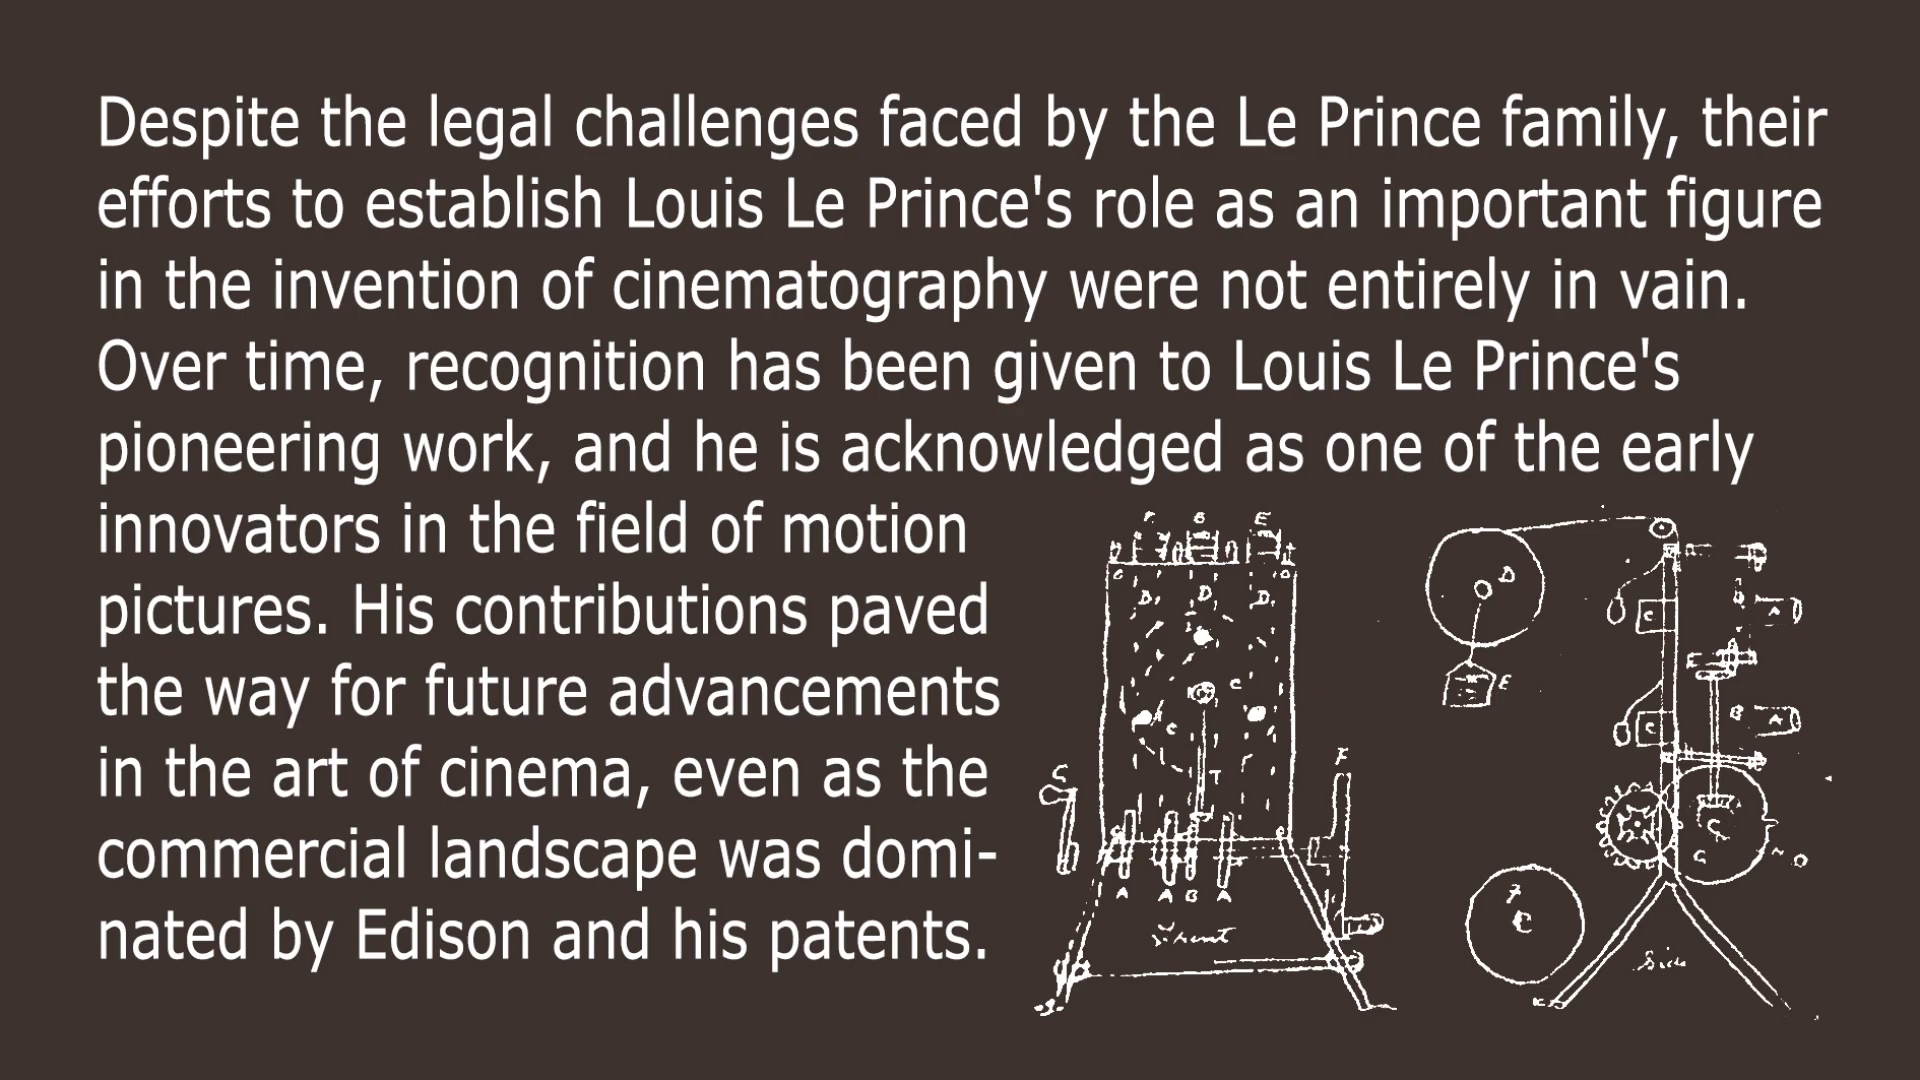 Despite the legal challenges faced by the Le Prince family, their
efforts to establish Louis Le Prince's role as an important figure
in the invention of cinematography were not entirely in vain.
Over time, recognition has been given to Louis Le Prince's
pioneering work, and he is acknowledged as one of the early
innovators in the field of motion
pictures. His contributions paved
the way for future advancements
in the art of cinema, even as the
commercial landscape was domi-
nated by Edison and his patents.
B E
D D D
C
T
F
A A B A
Front
D
E
C A
C B A
C
Side